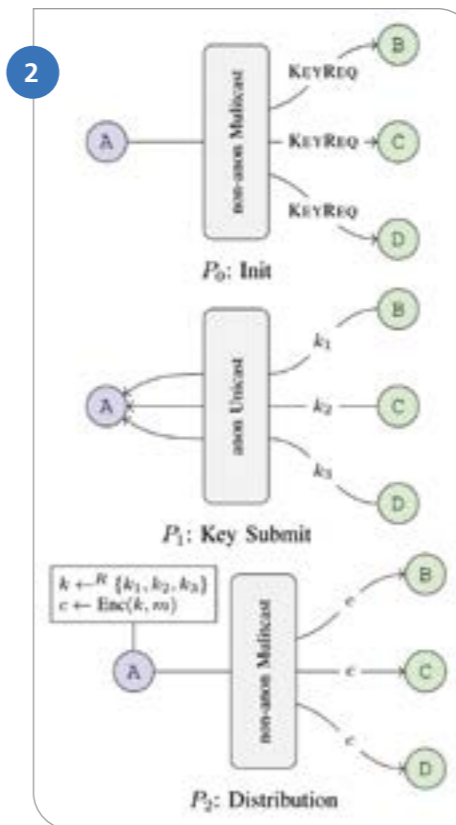 2
B
KEYREQ
A
non-anon Multicast
KEYREQ
C
KEYREQ
D
P₀: Init
B
k₁
A
anon Unicast
k₂
C
k₃
D
P₁: Key Submit
k ←ᴿ {k₁, k₂, k₃}
c ← Enc(k, m)
B
c
A
non-anon Multicast
c
C
c
D
P₂: Distribution